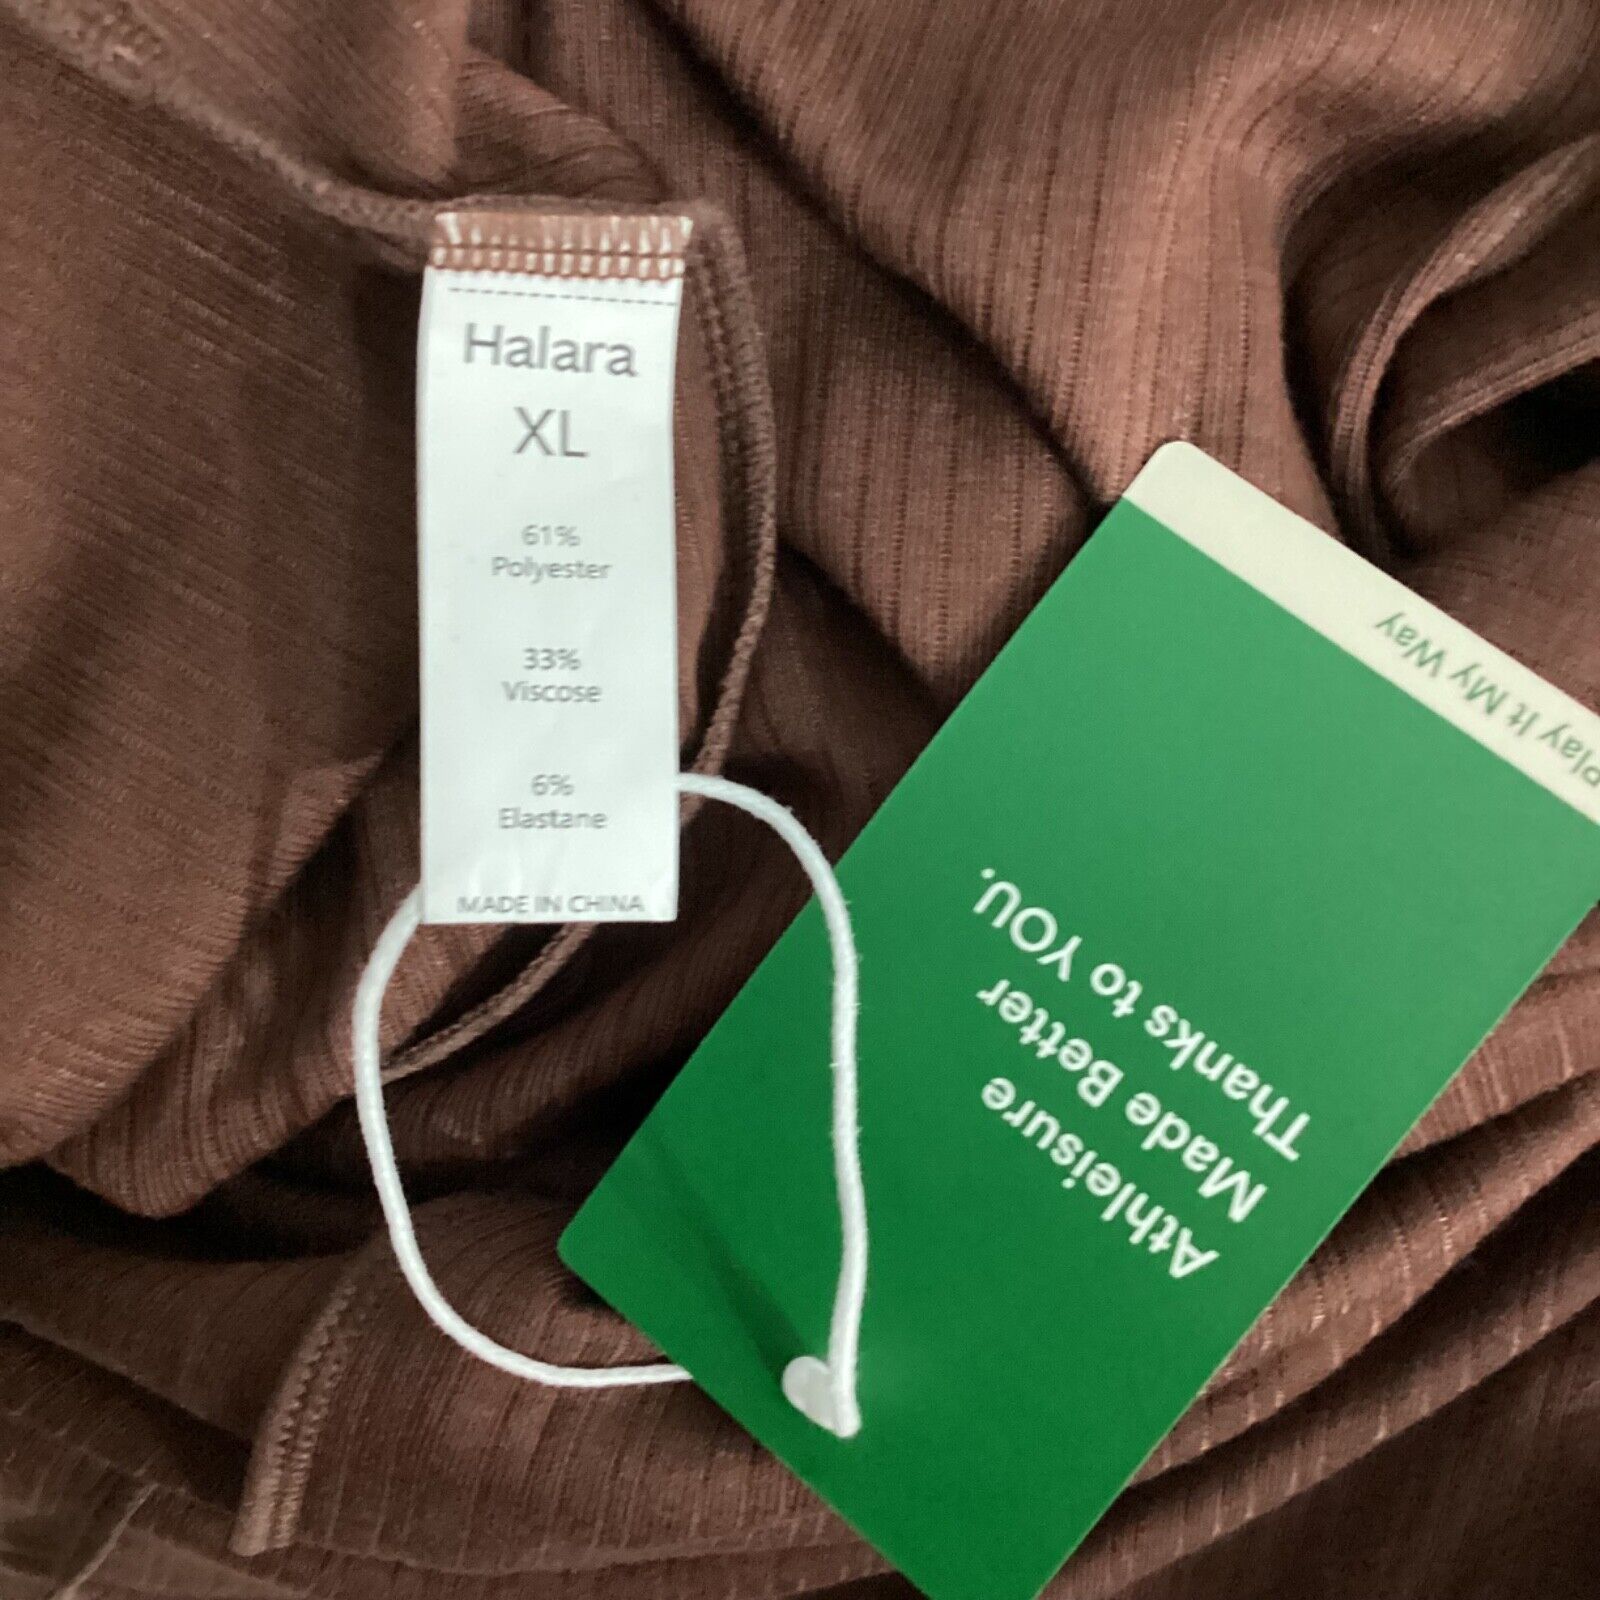 Halara
XL
61%
Polyester
33%
Viscose
6%
Elastane
MADE IN CHINA
Athleisure
Made Better
Thanks to YOU.
Play It My Way